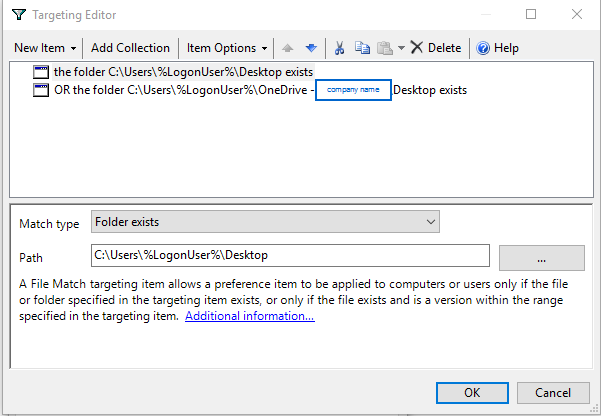 Targeting Editor
New Item Add Collection Item Options Delete Help
the folder C:\Users\%LogonUser%\Desktop exists
OR the folder C:\Users\%LogonUser%\OneDrive - company name Desktop exists
Match type Folder exists
Path C:\Users\%LogonUser%\Desktop ...
A File Match targeting item allows a preference item to be applied to computers or users only if the file
or folder specified in the targeting item exists, or only if the file exists and is a version within the range
specified in the targeting item. Additional information...
OK Cancel